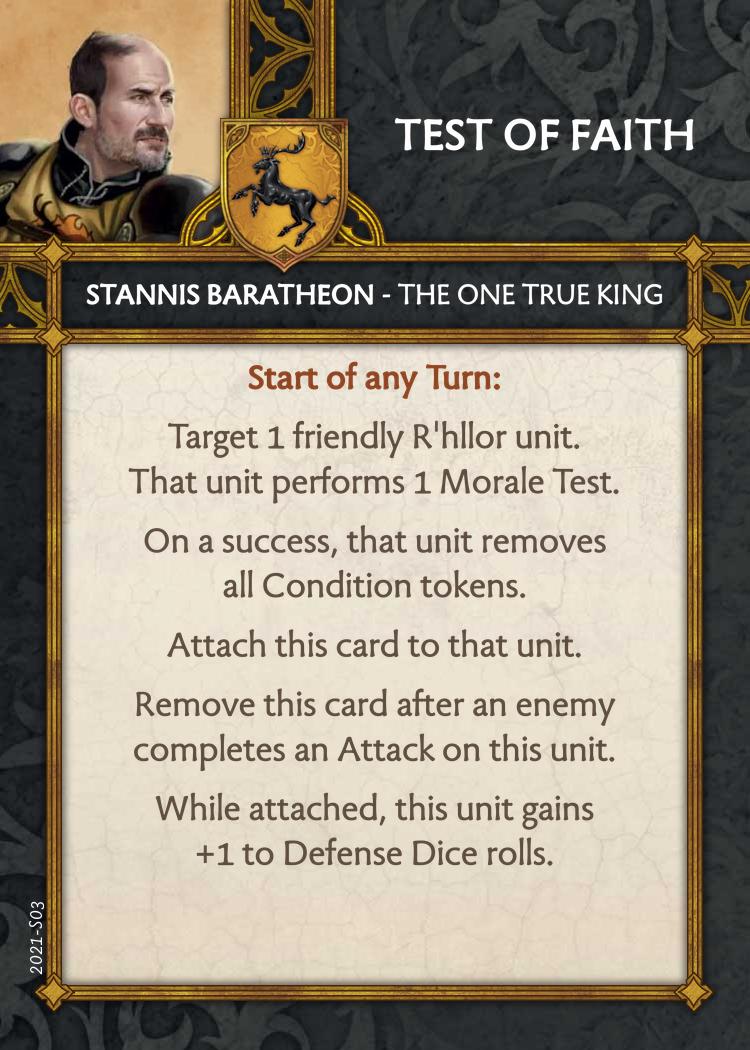 TEST OF FAITH
STANNIS BARATHEON - THE ONE TRUE KING
Start of any Turn:
Target 1 friendly R'hllor unit.
That unit performs 1 Morale Test.
On a success, that unit removes
all Condition tokens.
Attach this card to that unit.
Remove this card after an enemy
completes an Attack on this unit.
While attached, this unit gains
+1 to Defense Dice rolls.
2021-S03